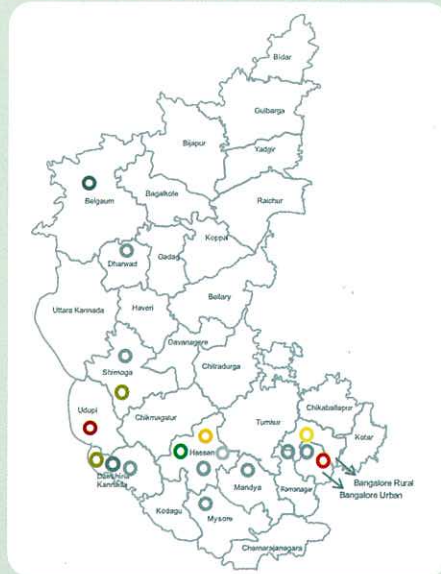 Bidar
Gulbarga
Bijapur
Yadgir
Bagalkote
Belgaum
Raichur
Koppal
Dharwad
Gadag
Bellary
Uttara Kannada
Haveri
Davanagere
Chitradurga
Shimoga
Chikaballapur
Udupi
Chikmagalur
Tumkur
Kolar
Hassan
Dakshina
Kannada
Mandya
Ramnagar
Bangalore Rural
Bangalore Urban
Kodagu
Mysore
Chamarajanagara